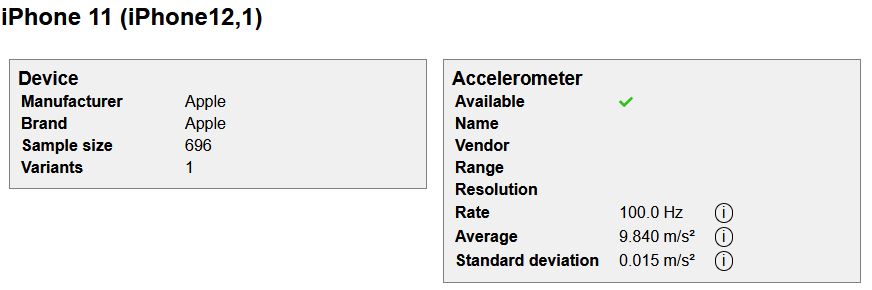 iPhone 11 (iPhone12,1)
Device
Manufacturer Apple
Brand Apple
Sample size 696
Variants 1
Accelerometer
Available ✓
Name
Vendor
Range
Resolution
Rate 100.0 Hz i
Average 9.840 m/s² i
Standard deviation 0.015 m/s² i